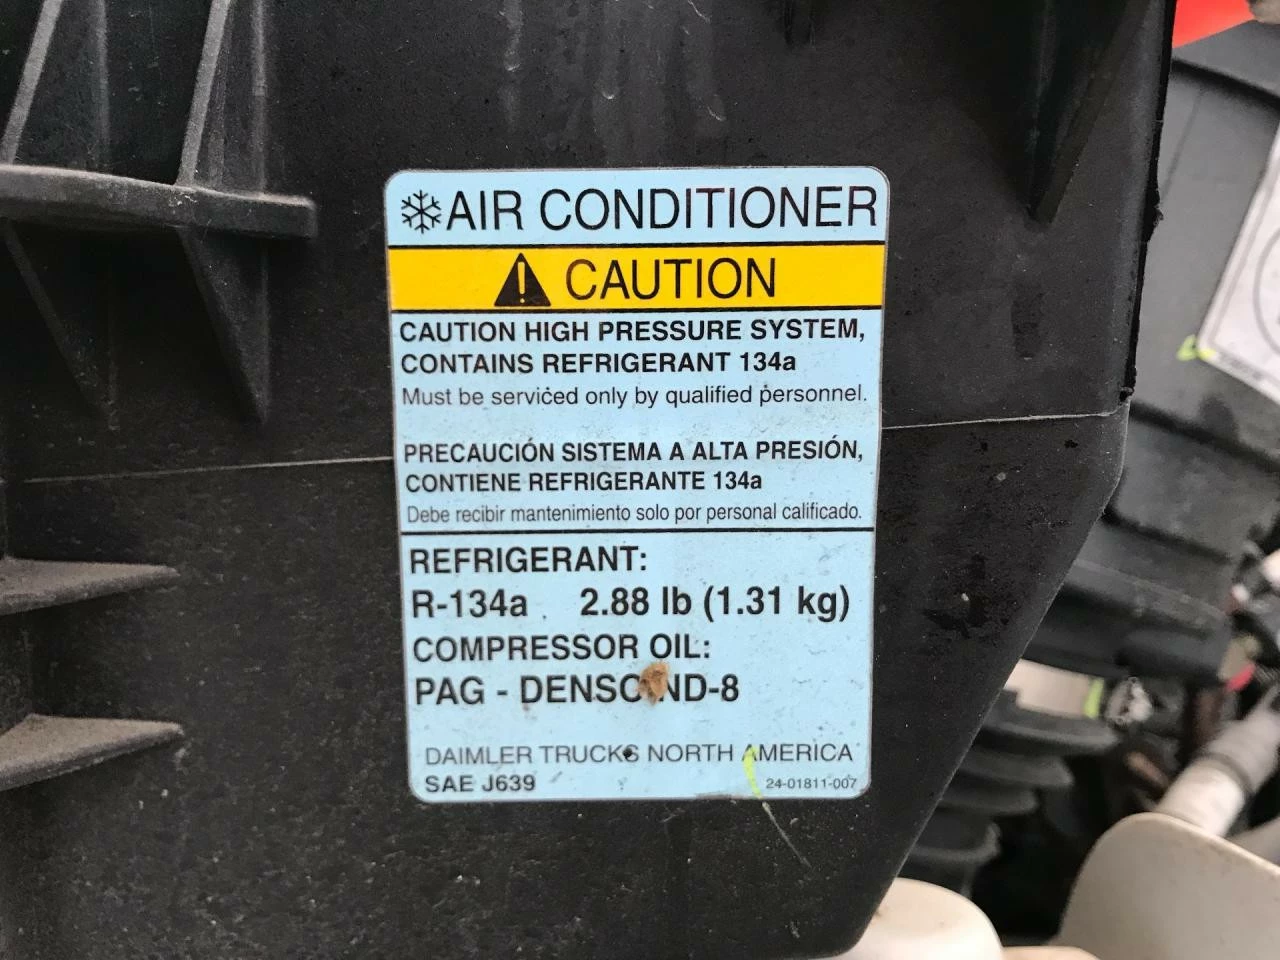 AIR CONDITIONER
CAUTION
CAUTION HIGH PRESSURE SYSTEM,
CONTAINS REFRIGERANT 134a
Must be serviced only by qualified personnel.
PRECAUCIÓN SISTEMA A ALTA PRESIÓN,
CONTIENE REFRIGERANTE 134a
Debe recibir mantenimiento solo por personal calificado.
REFRIGERANT:
R-134a 2.88 lb (1.31 kg)
COMPRESSOR OIL:
PAG - DENSO ND-8
DAIMLER TRUCKS NORTH AMERICA
SAE J639 24-01811-007